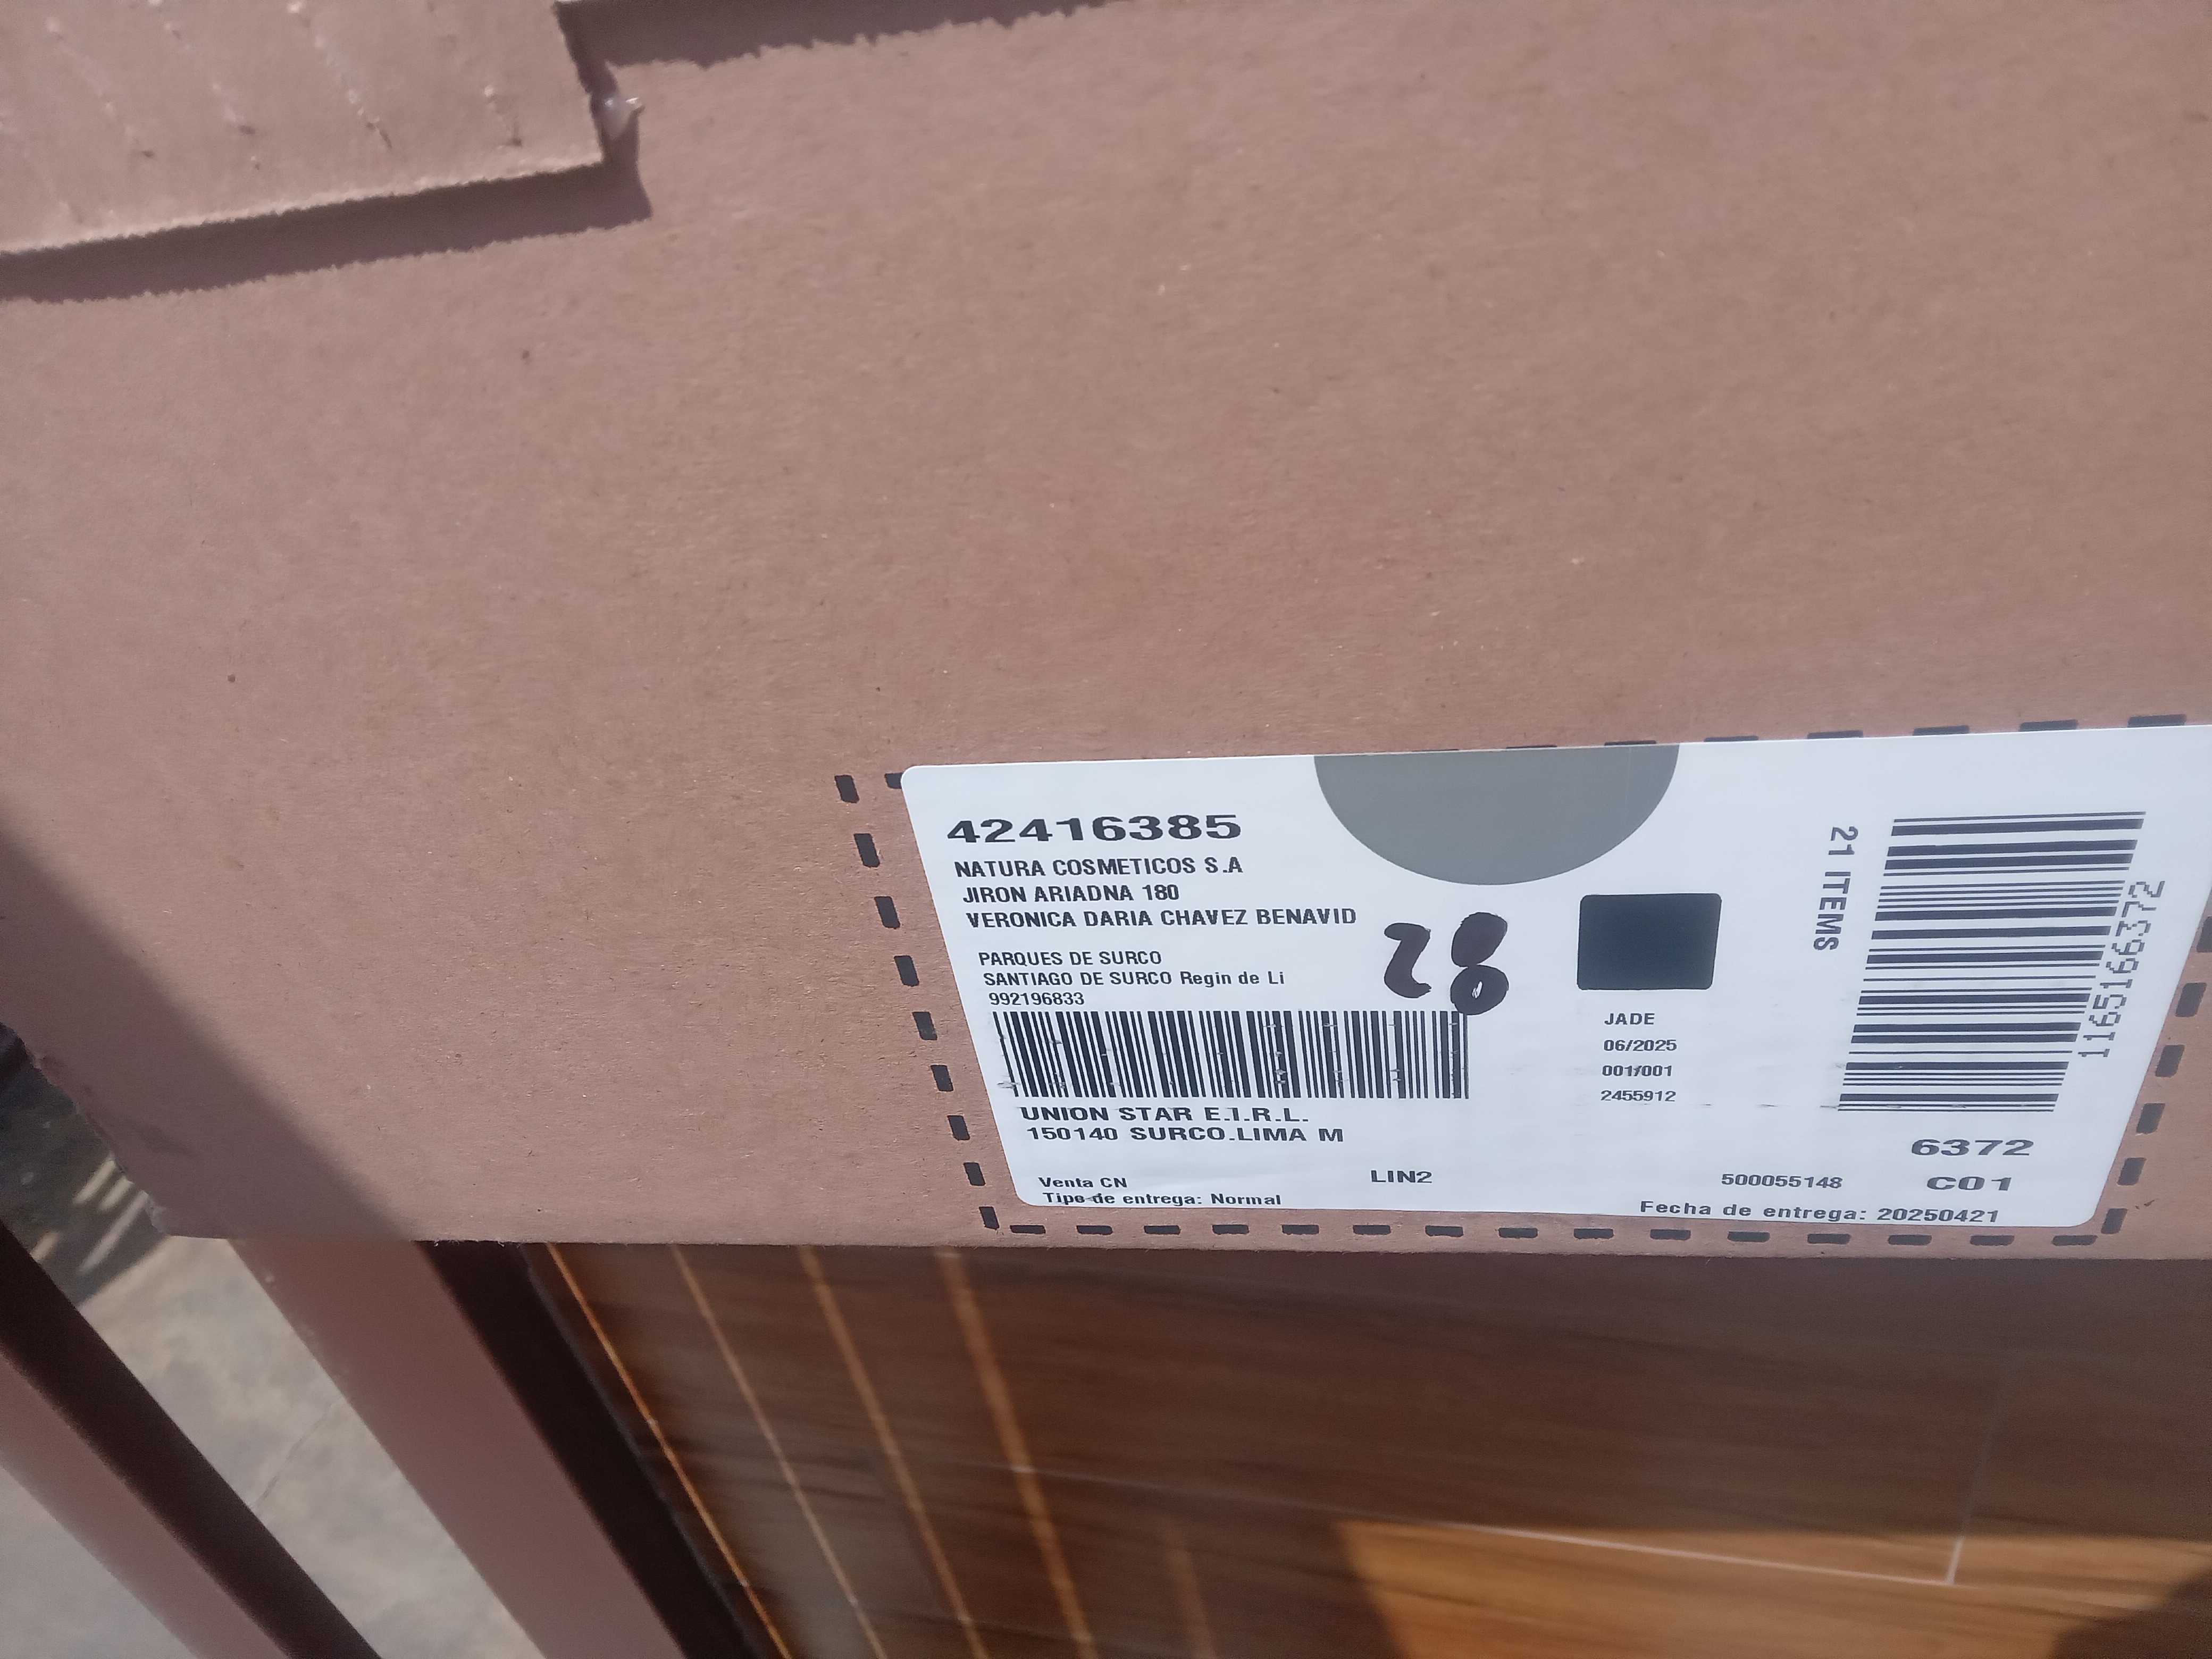 42416385
NATURA COSMETICOS S.A
JIRON ARIADNA 180
VERONICA DARIA CHAVEZ BENAVID
PARQUES DE SURCO
SANTIAGO DE SURCO Regin de Li
992196833
28
UNION STAR E.I.R.L.
150140 SURCO.LIMA M
Venta CN
Tipo de entrega: Normal
LIN2
JADE
06/2025
001/001
2455912
21 ITEMS
1195196372
6372
500055148
C01
Fecha de entrega: 20250421